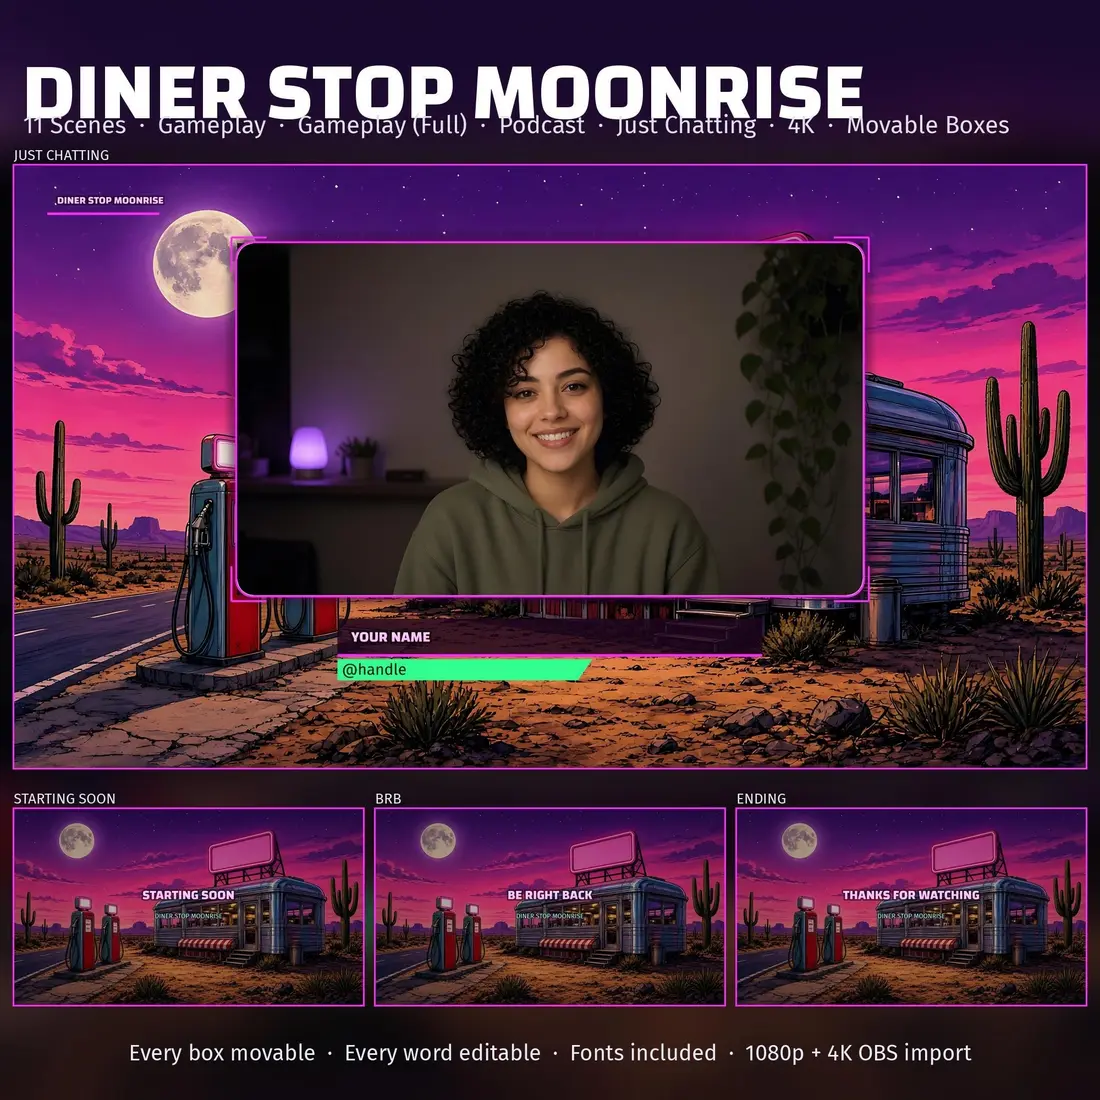 DINER STOP MOONRISE
11 Scenes · Gameplay · Gameplay (Full) · Podcast · Just Chatting · 4K · Movable Boxes
JUST CHATTING
DINER STOP MOONRISE
YOUR NAME
@handle
STARTING SOON
BRB
ENDING
STARTING SOON
DINER STOP MOONRISE
BE RIGHT BACK
DINER STOP MOONRISE
THANKS FOR WATCHING
DINER STOP MOONRISE
Every box movable · Every word editable · Fonts included · 1080p + 4K OBS import